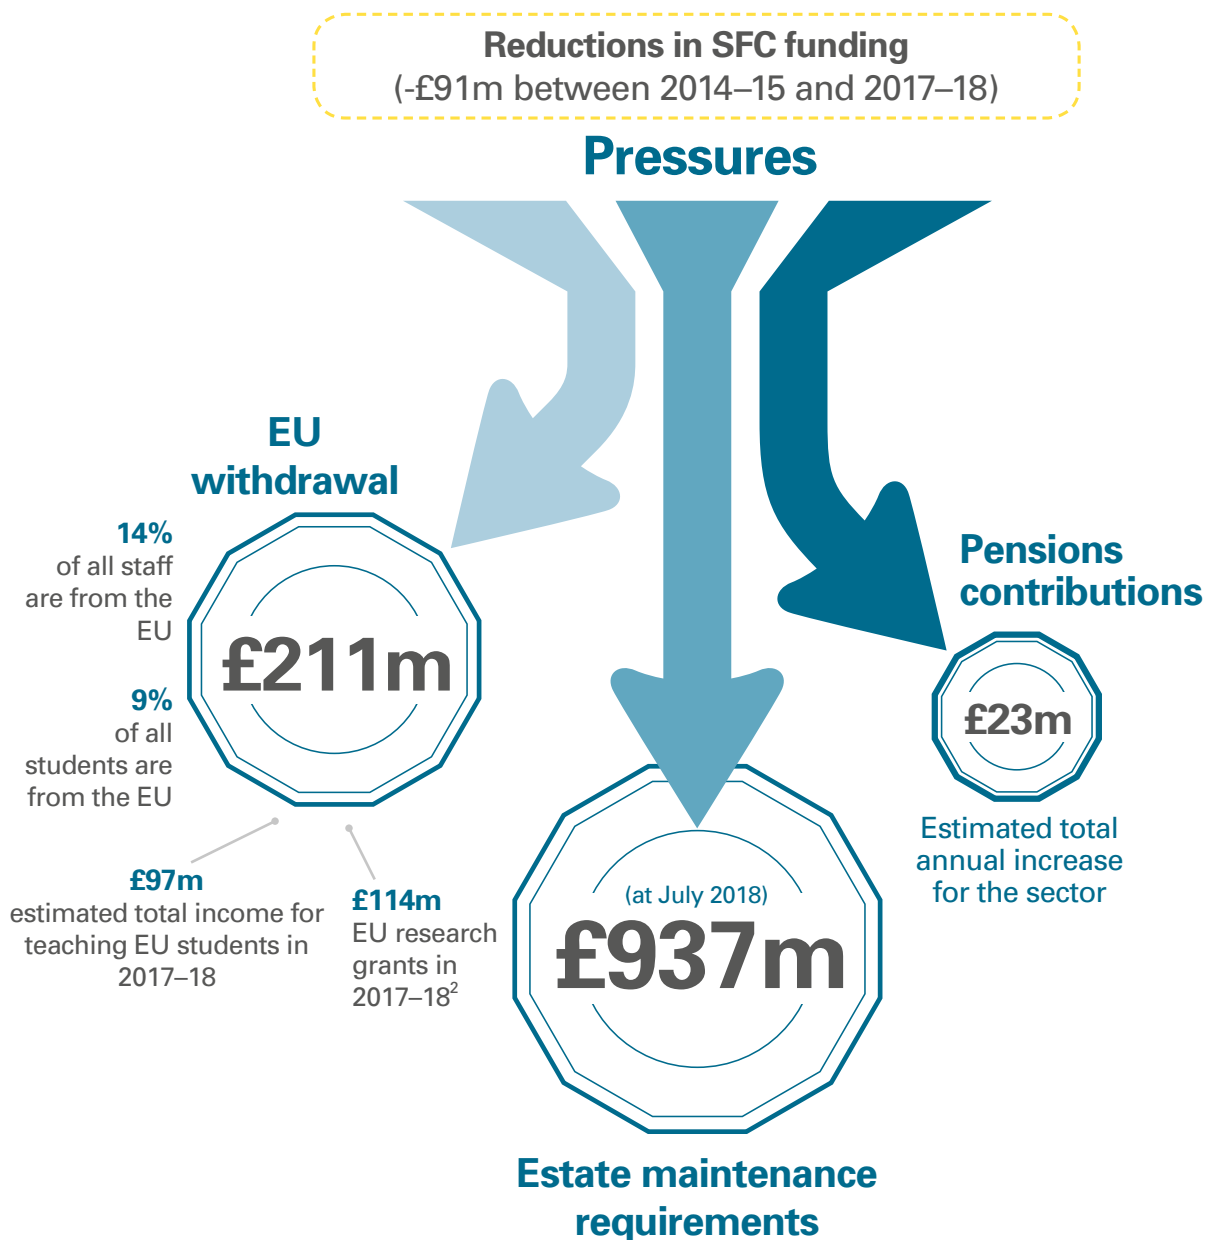 Reductions in SFC funding
(-£91m between 2014–15 and 2017–18)
Pressures
EU
withdrawal
14%
of all staff
are from the
EU
£211m
9%
of all
students are
from the EU
£97m
estimated total income for
teaching EU students in
2017–18
£114m
EU research
grants in
2017–18²
(at July 2018)
£937m
Estate maintenance
requirements
Pensions
contributions
£23m
Estimated total
annual increase
for the sector